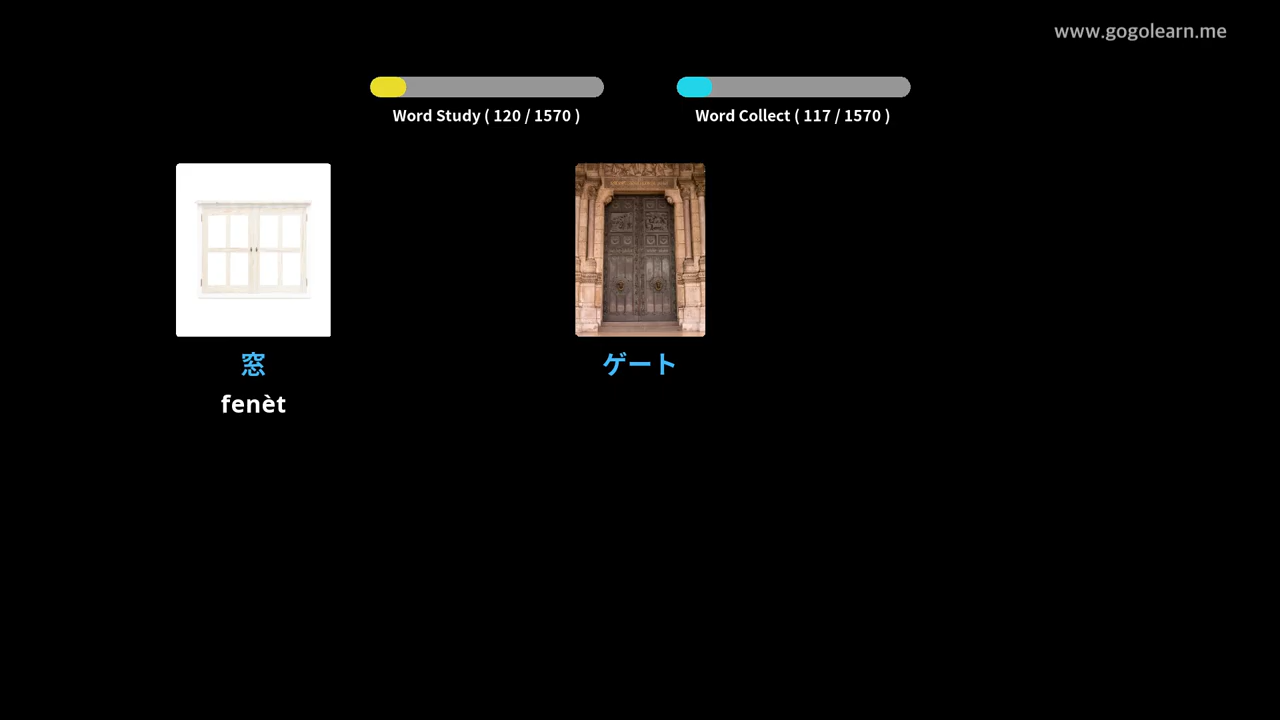 www.gogolearn.me
Word Study ( 120 / 1570 )
Word Collect ( 117 / 1570 )
窓
ゲート
fenèt